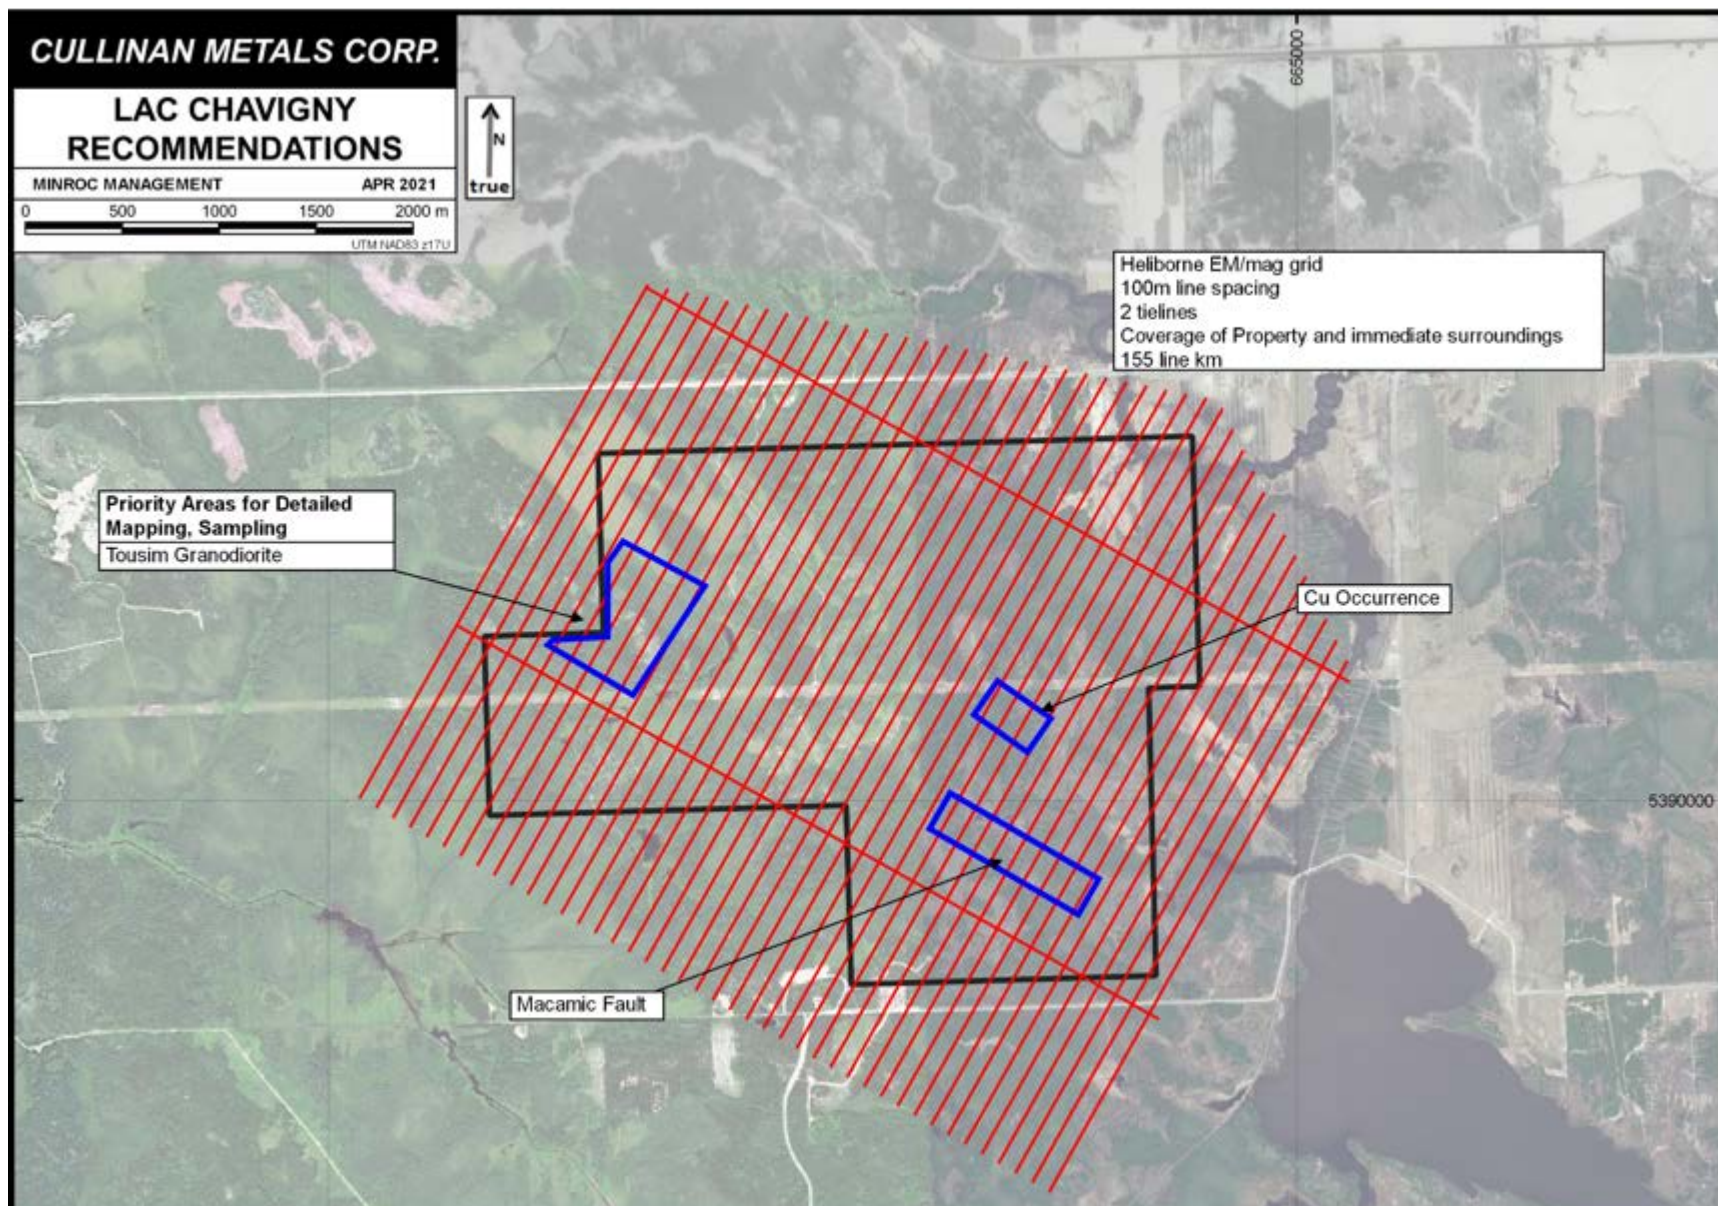 CULLINAN METALS CORP.
LAC CHAVIGNY
RECOMMENDATIONS
MINROC MANAGEMENT APR 2021
0 500 1000 1500 2000 m
UTM NAD83 z17U
N
true
665000
Heliborne EM/mag grid
100m line spacing
2 tielines
Coverage of Property and immediate surroundings
155 line km
Priority Areas for Detailed
Mapping, Sampling
Tousim Granodiorite
Cu Occurrence
5390000
Macamic Fault